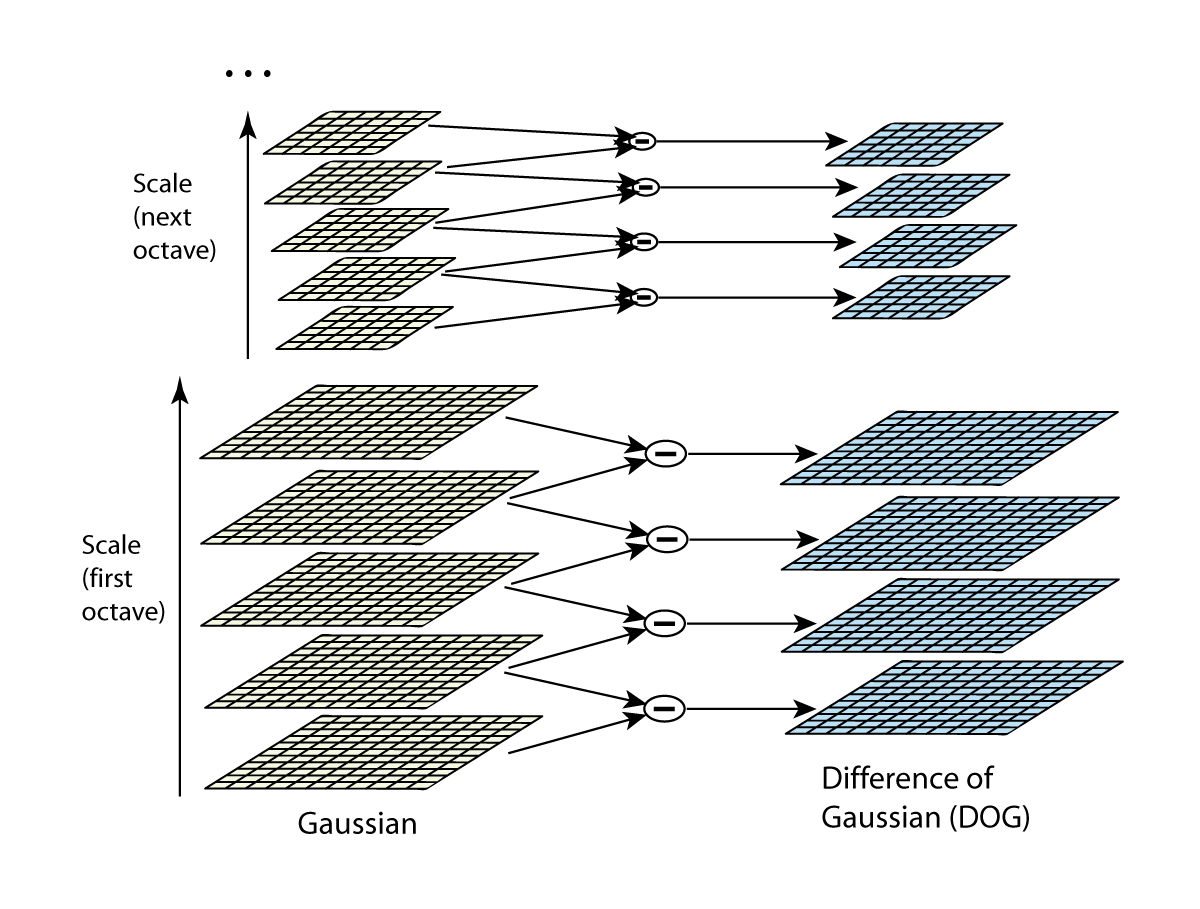 • • •
Scale
(next
octave)
Scale
(first
octave)
Gaussian
Difference of
Gaussian (DOG)